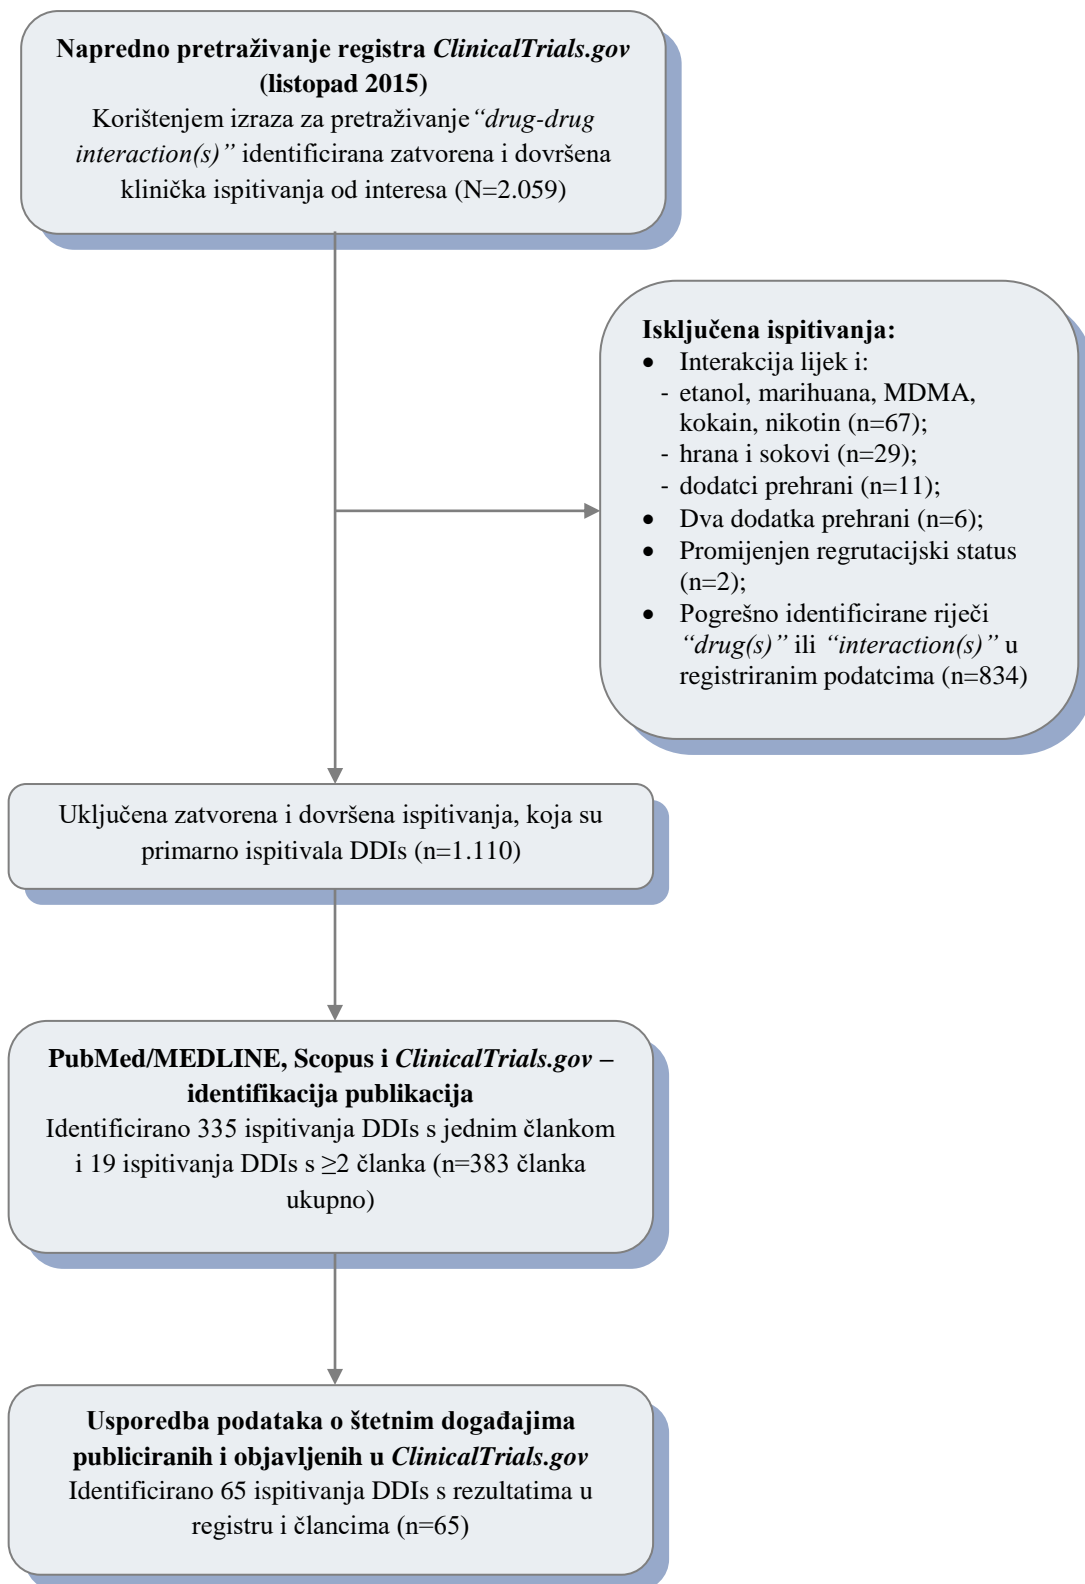 Napredno pretraživanje registra ClinicalTrials.gov
(listopad 2015)
Korištenjem izraza za pretraživanje “drug-drug
interaction(s)” identificirana zatvorena i dovršena
klinička ispitivanja od interesa (N=2.059)
Isključena ispitivanja:
• Interakcija lijek i:
- etanol, marihuana, MDMA,
kokain, nikotin (n=67);
- hrana i sokovi (n=29);
- dodatci prehrani (n=11);
• Dva dodatka prehrani (n=6);
• Promijenjen regrutacijski status
(n=2);
• Pogrešno identificirane riječi
“drug(s)” ili “interaction(s)” u
registriranim podatcima (n=834)
Uključena zatvorena i dovršena ispitivanja, koja su
primarno ispitivala DDIs (n=1.110)
PubMed/MEDLINE, Scopus i ClinicalTrials.gov –
identifikacija publikacija
Identificirano 335 ispitivanja DDIs s jednim člankom
i 19 ispitivanja DDIs s ≥2 članka (n=383 članka
ukupno)
Usporedba podataka o štetnim događajima
publiciranih i objavljenih u ClinicalTrials.gov
Identificirano 65 ispitivanja DDIs s rezultatima u
registru i člancima (n=65)